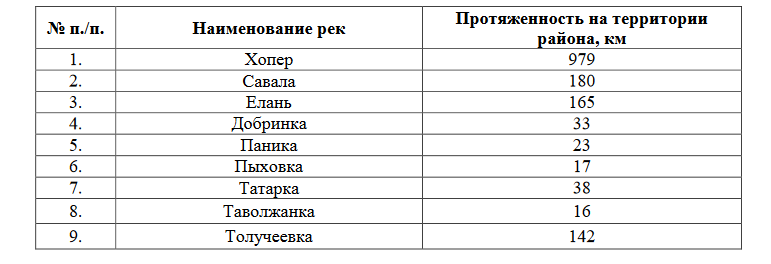 № п./п. Наименование рек Протяженность на территории района, км
1. Хопер 979
2. Савала 180
3. Елань 165
4. Добринка 33
5. Паника 23
6. Пыховка 17
7. Татарка 38
8. Таволжанка 16
9. Толучеевка 142